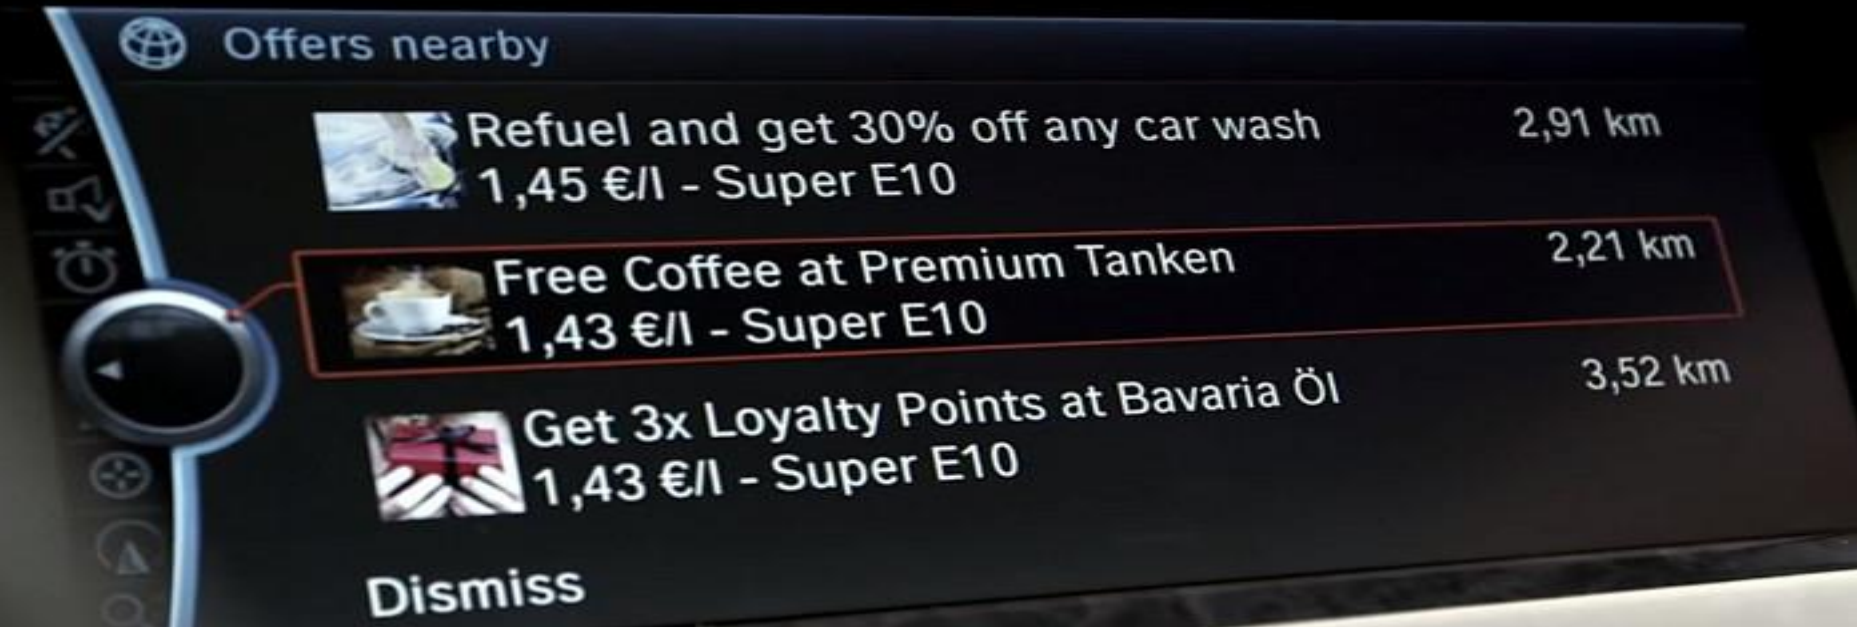 Offers nearby
Refuel and get 30% off any car wash 2,91 km
1,45 €/l - Super E10
Free Coffee at Premium Tanken 2,21 km
1,43 €/l - Super E10
Get 3x Loyalty Points at Bavaria Öl 3,52 km
1,43 €/l - Super E10
Dismiss